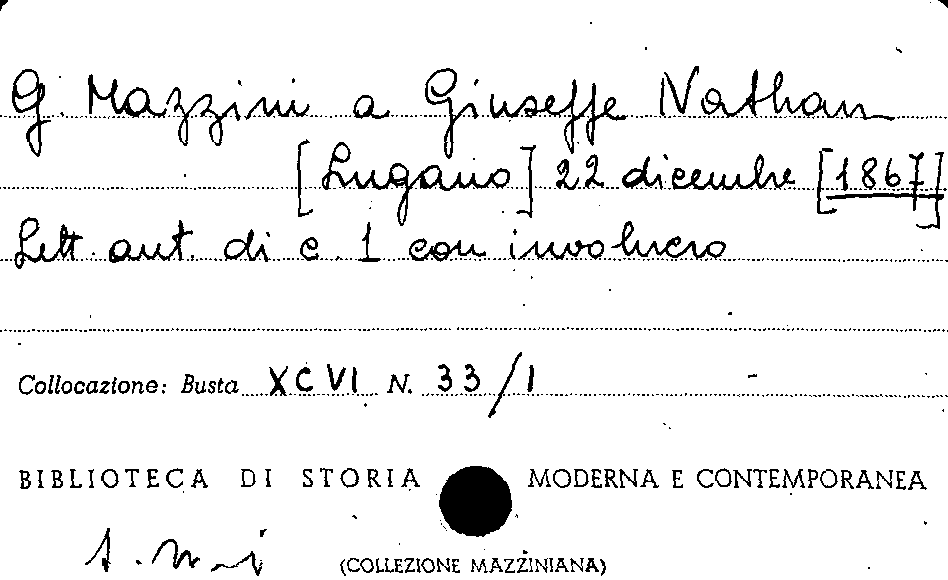 G. Mazzini a Giuseffe Nathan
[Lugano] 22 dicembre [1867]
Lett. aut. di c. 1 con involucro
Collocazione: Busta XCVI N. 33/1
BIBLIOTECA DI STORIA MODERNA E CONTEMPORANEA
(COLLEZIONE MAZZINIANA)